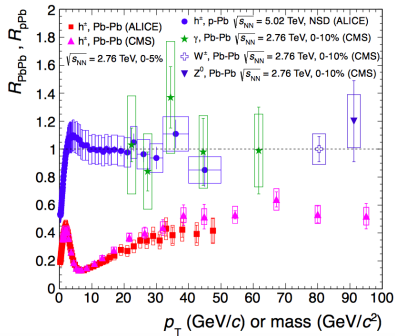 h±, Pb-Pb (ALICE)
h±, Pb-Pb (CMS)
√sNN = 2.76 TeV, 0-5%
h±, p-Pb √sNN = 5.02 TeV, NSD (ALICE)
γ, Pb-Pb √sNN = 2.76 TeV, 0-10% (CMS)
W±, Pb-Pb √sNN = 2.76 TeV, 0-10% (CMS)
Z0, Pb-Pb √sNN = 2.76 TeV, 0-10% (CMS)
RPbPb, RpPb
2
1.8
1.6
1.4
1.2
1
0.8
0.6
0.4
0.2
0
0 10 20 30 40 50 60 70 80 90 100
pT (GeV/c) or mass (GeV/c²)